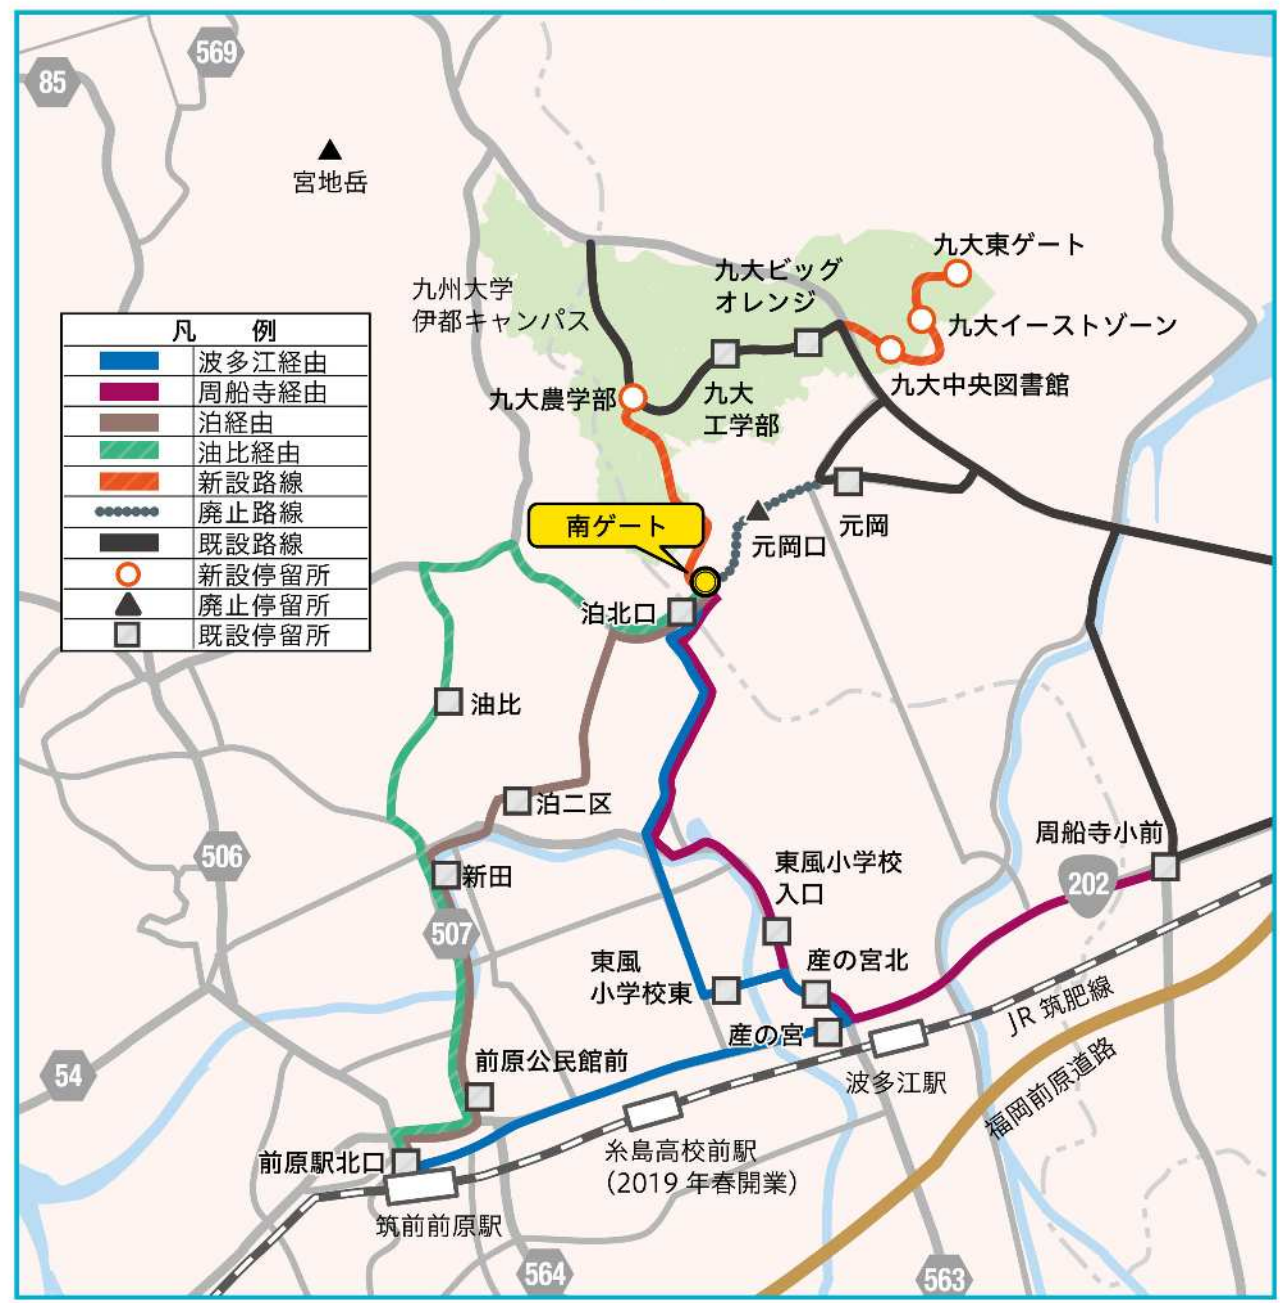 569
85
宮地岳
九大東ゲート
九大ビッグ
オレンジ
九州大学
伊都キャンパス
九大イーストゾーン
凡 例
波多江経由
周船寺経由
泊経由
油比経由
新設路線
廃止路線
既設路線
新設停留所
廃止停留所
既設停留所
九大農学部
九大
工学部
九大中央図書館
南ゲート
元岡
元岡口
泊北口
油比
泊二区
周船寺小前
202
506
新田
東風小学校
入口
507
東風
小学校東
産の宮北
産の宮
JR 筑肥線
福岡前原道路
54
前原公民館前
波多江駅
糸島高校前駅
(2019 年春開業)
前原駅北口
筑前前原駅
564
563